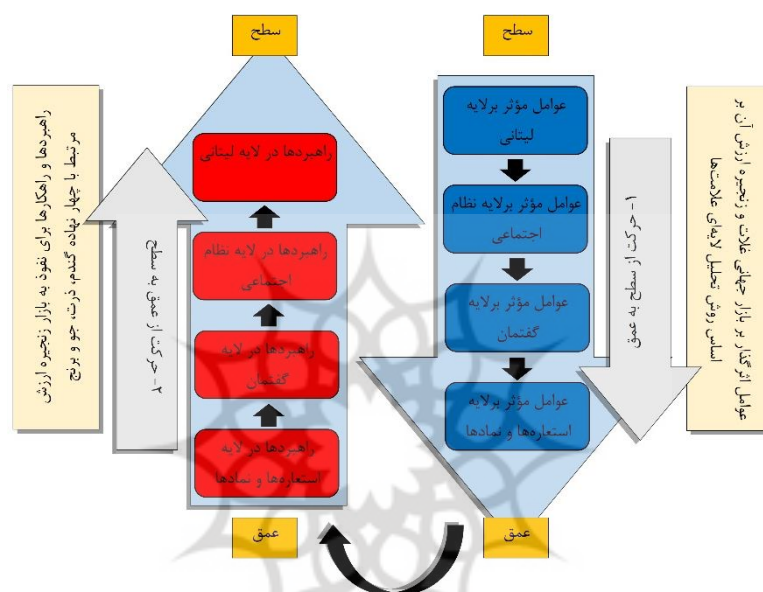 سطح
سطح
عوامل اثر گذار بر بازار جهانی غلات و زنجیره ارزش آن بر
اساس روش تحلیل لایه‌ای علامت‌ها
۱- حرکت از سطح به عمق
عوامل مؤثر برلایه
لیتانی
عوامل مؤثر برلایه نظام
اجتماعی
عوامل مؤثر برلایه
گفتمان
عوامل مؤثر برلایه
استعاره‌ها و نمادها
عمق
راهبردها در لایه لیتانی
راهبردها در لایه نظام
اجتماعی
راهبردها در لایه
گفتمان
راهبردها در لایه
استعاره‌ها و نمادها
عمق
۲- حرکت از عمق به سطح
راهبردها و راهکارها برای نفوذ به بازار زنجیره ارزش
مرتبط با چهار نهاده گندم، ذرت، جو و برنج